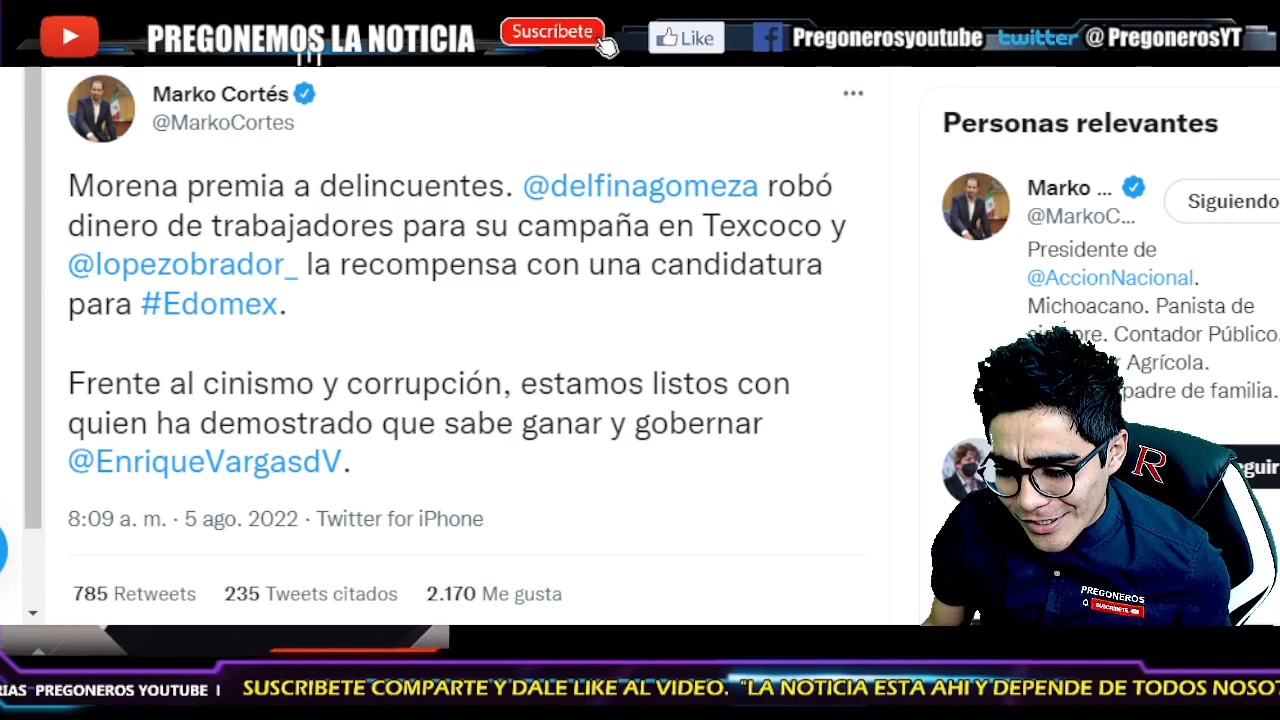 PREGONEMOS LA NOTICIA
Suscríbete
Like
Pregonerosyoutube
twitter @PregonerosYT
Marko Cortés
@MarkoCortes
Morena premia a delincuentes. @delfinagomeza robó
dinero de trabajadores para su campaña en Texcoco y
@lopezobrador_ la recompensa con una candidatura
para #Edomex.
Frente al cinismo y corrupción, estamos listos con
quien ha demostrado que sabe ganar y gobernar
@EnriqueVargasdV.
8:09 a. m. · 5 ago. 2022 · Twitter for iPhone
785 Retweets 235 Tweets citados 2.170 Me gusta
Personas relevantes
Marko ...
@MarkoC...
Siguiendo
Presidente de
@AccionNacional.
Michoacano. Panista de
Contador Público.
Agrícola.
padre de familia.
R
PREGONEROS
SUSCRIBETE
PREGONEROS YOUTUBE |
SUSCRIBETE COMPARTE Y DALE LIKE AL VIDEO. "LA NOTICIA ESTA AHI Y DEPENDE DE TODOS